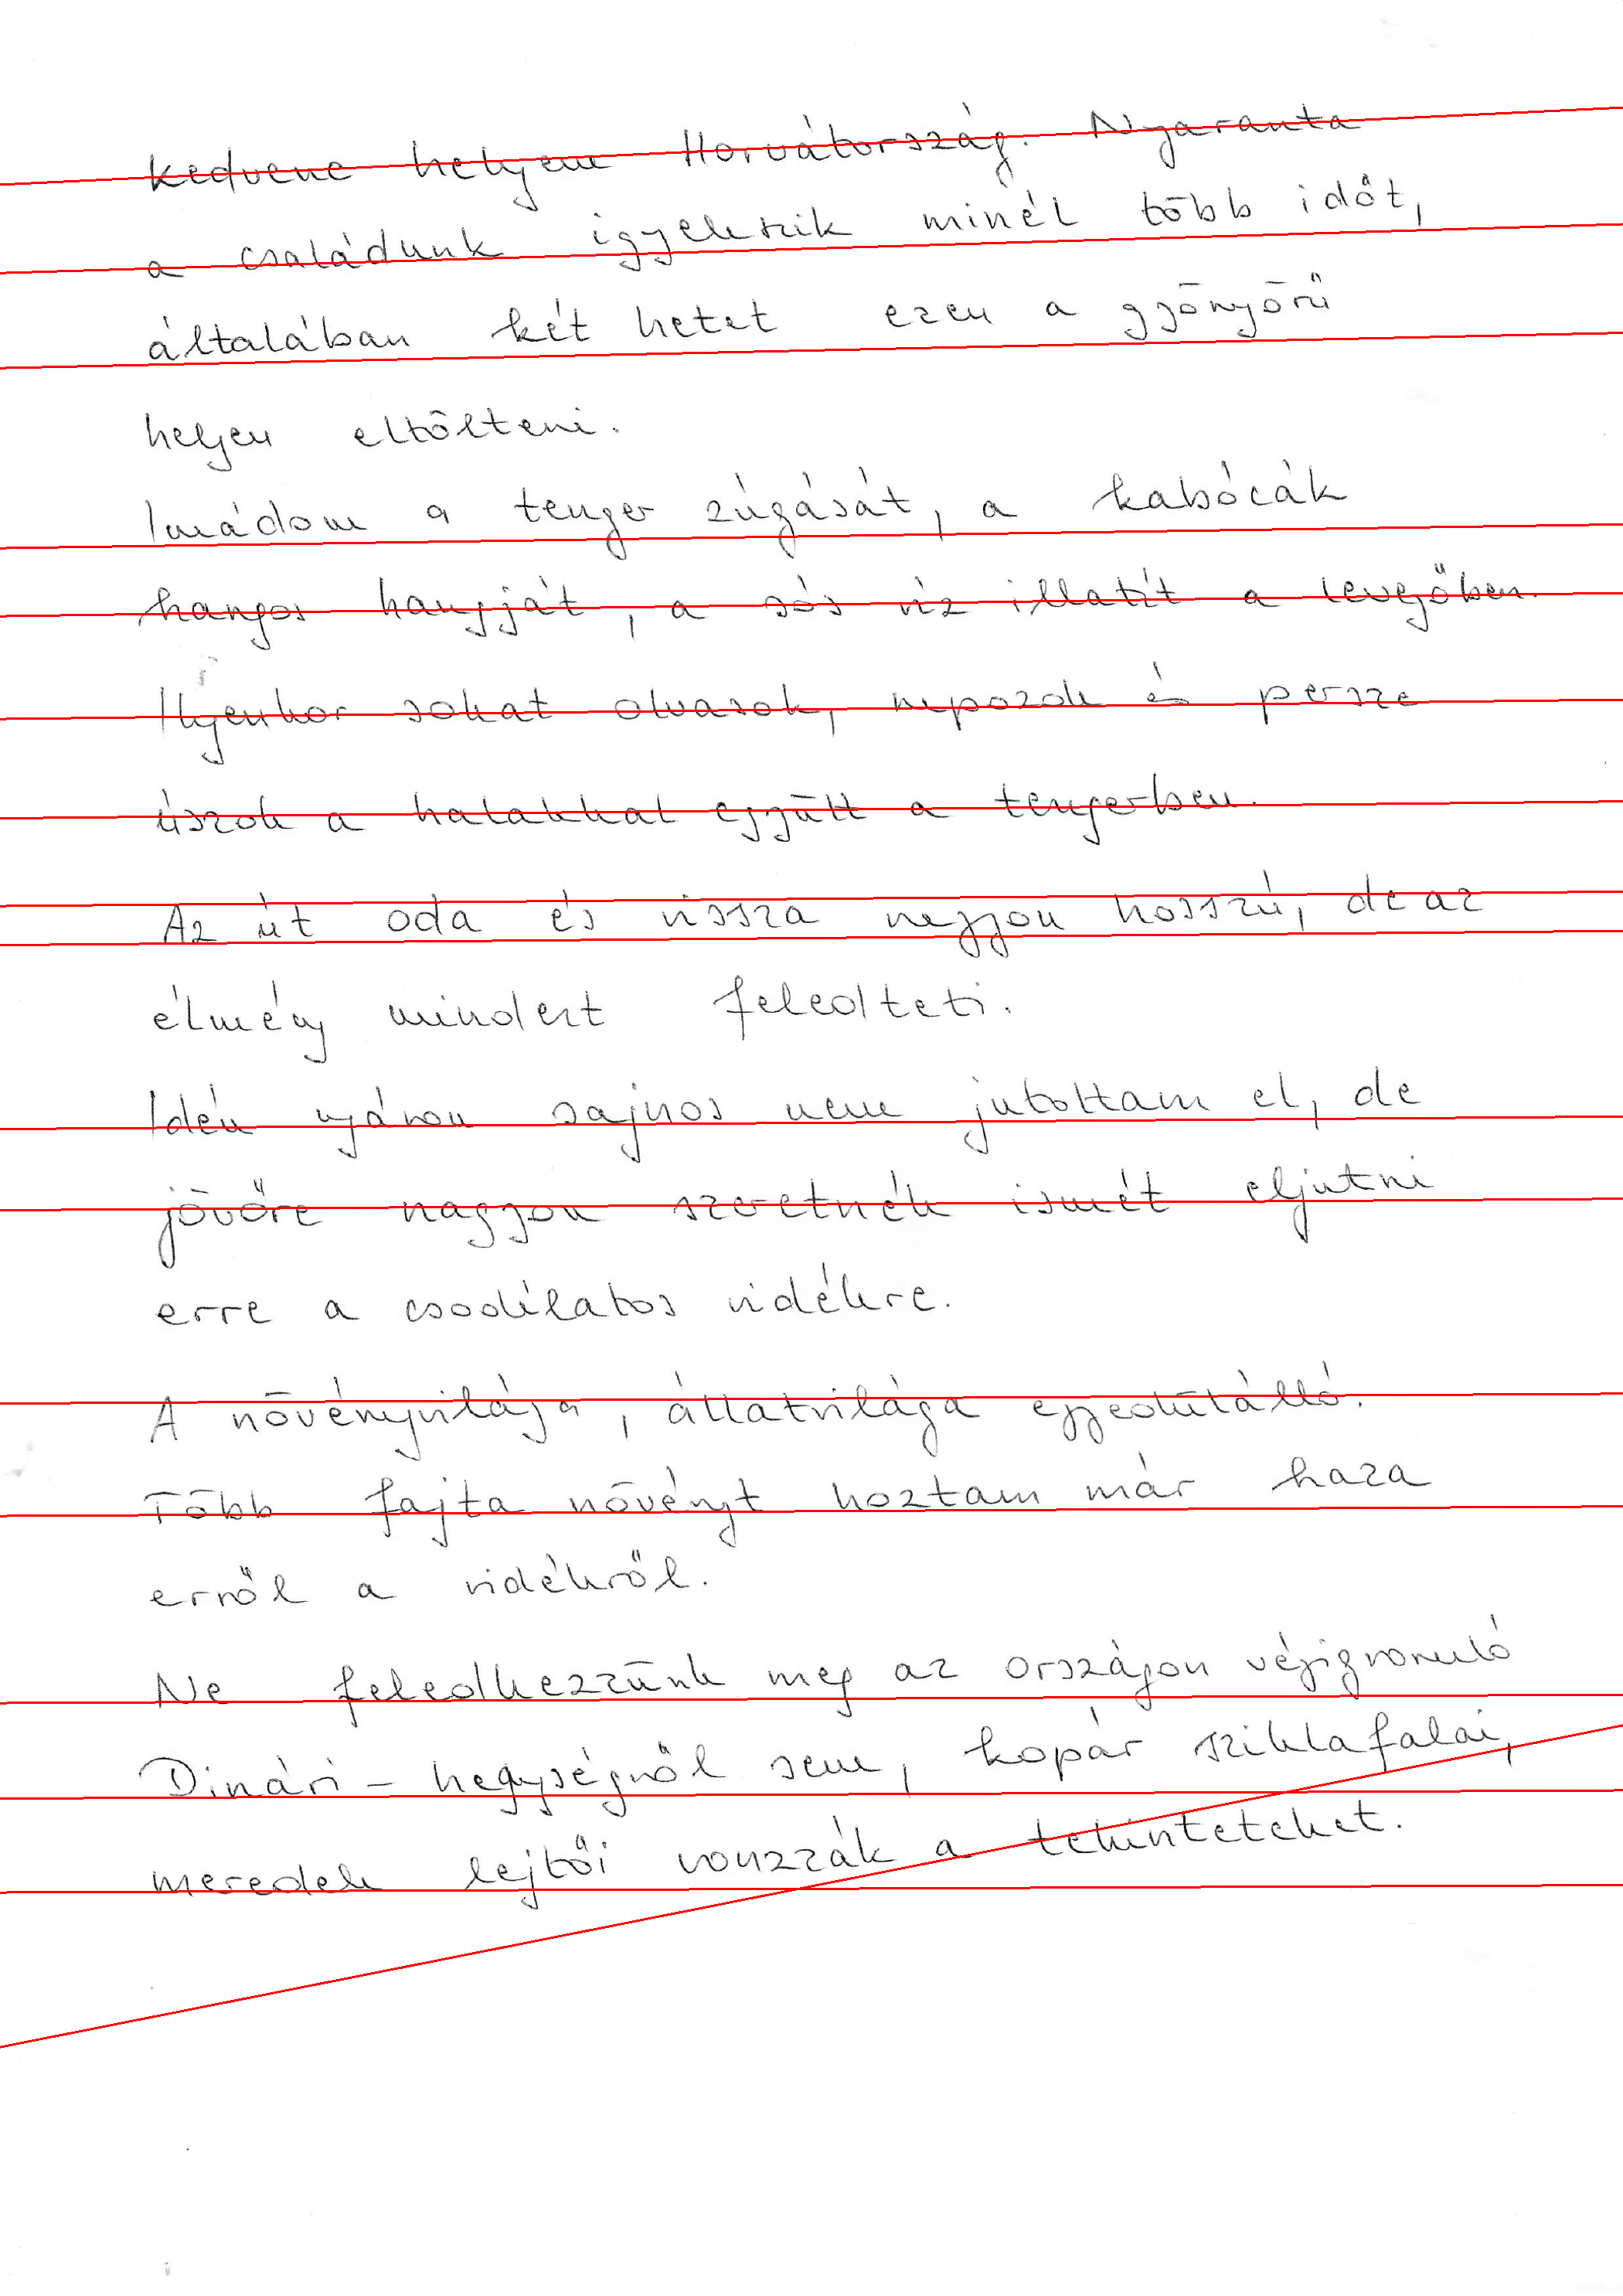 Kedvenc helyem Horvátország. Nyaranta
a családunk igyekszik minél több időt,
általában két hetet ezen a gyönyörű
helyen eltölteni.
Imádom a tenger zúgását, a kabócák
hangos hangját, a sós víz illatát a levegőben.
Ilyenkor sokat olvasok, napozok és persze
úszok a halakkal együtt a tengerben.
Az út oda és vissza nagyon hosszú, de az
élmény mindezt feledteti.
Idén nyáron sajnos nem jutottam el, de
jövőre nagyon szeretnék ismét eljutni
erre a csodálatos vidékre.
A növényvilága, állatvilága egyedülálló.
Több fajta növényt hoztam már haza
erről a vidékről.
Ne feledkezzünk meg az országon végigvonuló
Dinári-hegységről sem, kopár sziklafalai,
meredek lejtői vonzzák a tekinteteket.